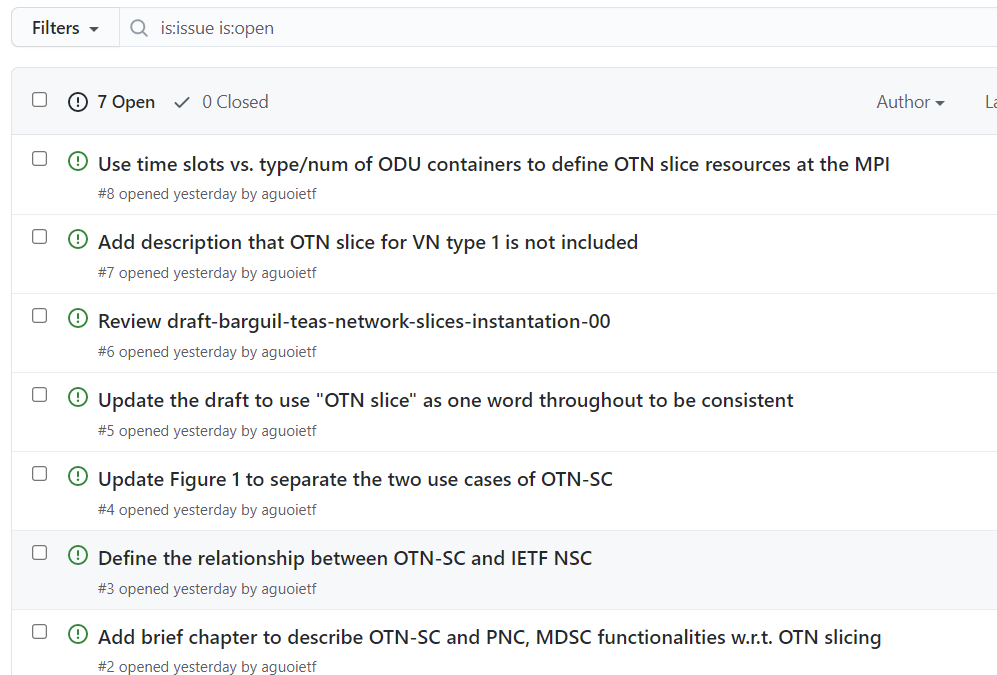 Filters
is:issue is:open
7 Open 0 Closed Author
Use time slots vs. type/num of ODU containers to define OTN slice resources at the MPI
#8 opened yesterday by aguoietf
Add description that OTN slice for VN type 1 is not included
#7 opened yesterday by aguoietf
Review draft-barguil-teas-network-slices-instantation-00
#6 opened yesterday by aguoietf
Update the draft to use "OTN slice" as one word throughout to be consistent
#5 opened yesterday by aguoietf
Update Figure 1 to separate the two use cases of OTN-SC
#4 opened yesterday by aguoietf
Define the relationship between OTN-SC and IETF NSC
#3 opened yesterday by aguoietf
Add brief chapter to describe OTN-SC and PNC, MDSC functionalities w.r.t. OTN slicing
#2 opened yesterday by aguoietf